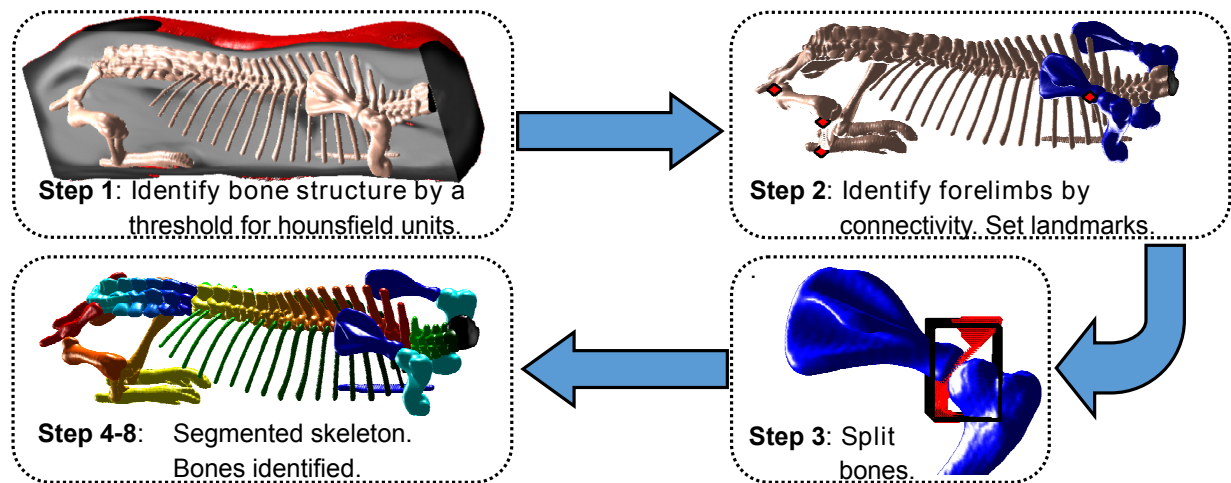 Step 1: Identify bone structure by a
threshold for hounsfield units.
Step 2: Identify forelimbs by
connectivity. Set landmarks.
Step 3: Split
bones.
Step 4-8: Segmented skeleton.
Bones identified.